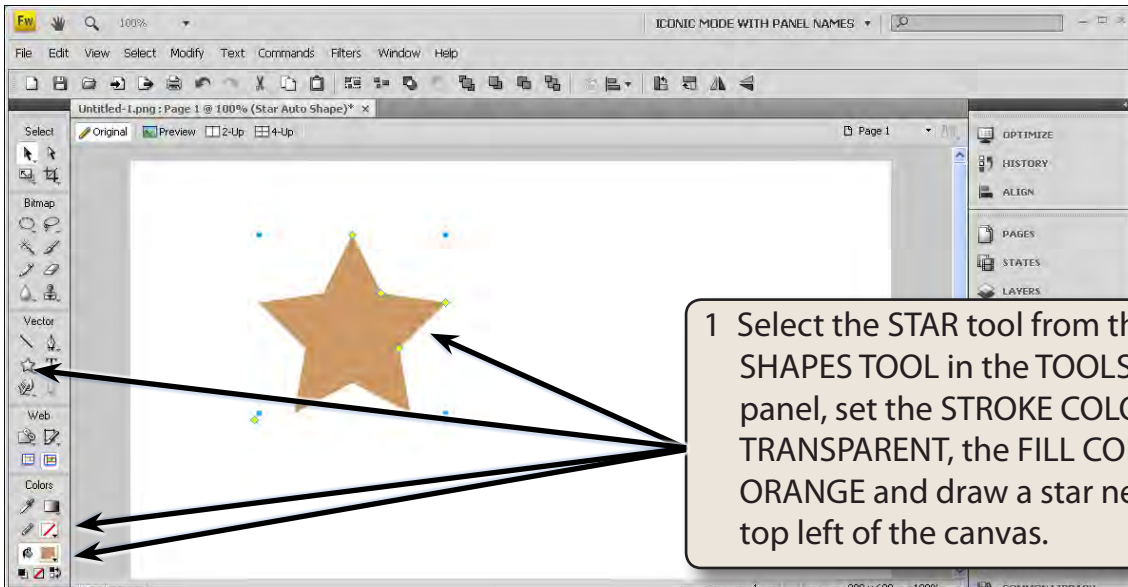 Fw 100% ICONIC MODE WITH PANEL NAMES
File Edit View Select Modify Text Commands Filters Window Help
Untitled-1.png : Page 1 @ 100% (Star Auto Shape)* ×
Select Original Preview 2-Up 4-Up Page 1
OPTIMIZE
HISTORY
ALIGN
Bitmap
PAGES
STATES
LAYERS
Vector
Web
Colors
1 Select the STAR tool from th
SHAPES TOOL in the TOOLS
panel, set the STROKE COLO
TRANSPARENT, the FILL CO
ORANGE and draw a star ne
top left of the canvas.